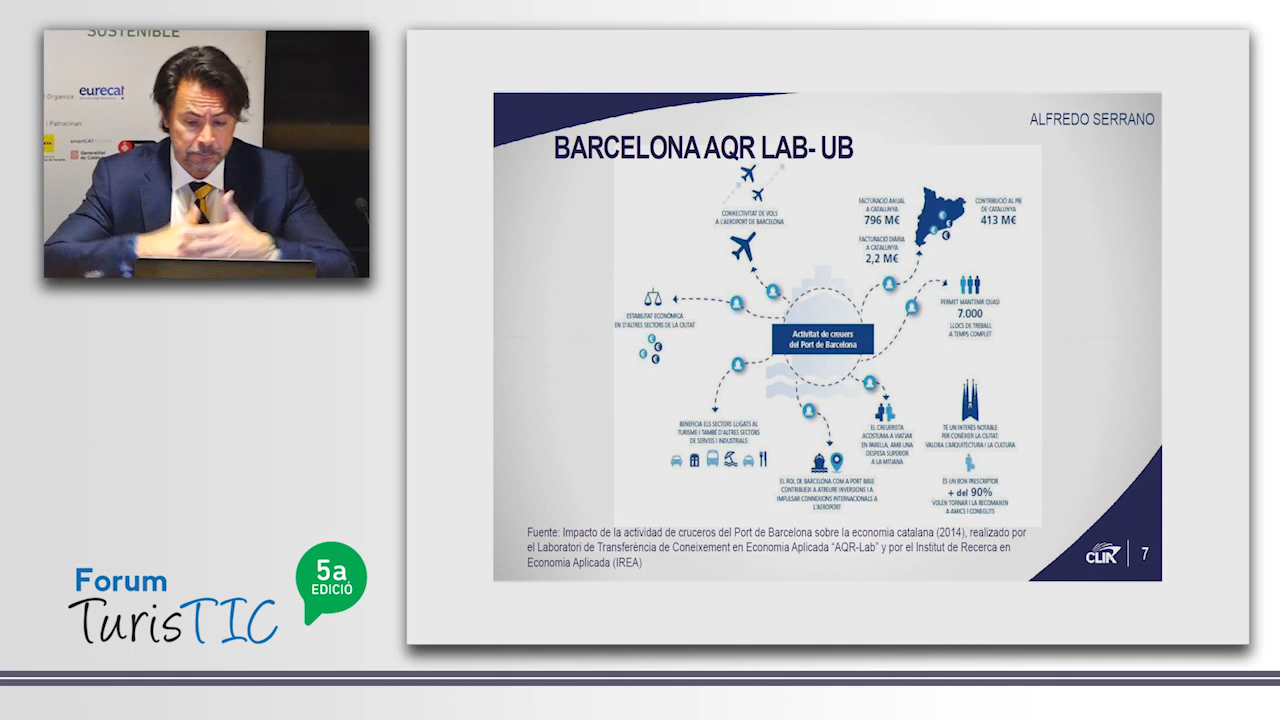 SOSTENIBLE
Organiza
eurecat
Patrocinan
smartCAT
Generalitat
de Catalunya
ALFREDO SERRANO
BARCELONA AQR LAB- UB
CONNECTIVITAT DE VOLS
A L'AEROPORT DE BARCELONA
FACTURACIÓ ANUAL
A CATALUNYA
796 M€
FACTURACIÓ DIÀRIA
A CATALUNYA
2,2 M€
CONTRIBUCIÓ AL PIB
DE CATALUNYA
413 M€
PERMET MANTENIR QUASI
7.000
LLOCS DE TREBALL
A TEMPS COMPLET
ESTABILITAT ECONÒMICA
EN D'ALTRES SECTORS DE LA CIUTAT
Activitat de creuers
del Port de Barcelona
BENEFICIA ELS SECTORS LLIGATS AL
TURISME I TAMBÉ D'ALTRES SECTORS
DE SERVEIS I INDUSTRIALS
EL ROL DE BARCELONA COM A PORT BASE
CONTRIBUEIX A ATREURE INVERSIONS I A
IMPULSAR CONNEXIONS INTERNACIONALS A
L'AEROPORT
EL CREUERISTA
ACOSTUMA A VIATJAR
EN PARELLA, AMB UNA
DESPESA SUPERIOR
A LA MITJANA
TÉ UN INTERÈS NOTABLE
PER CONÈIXER LA CIUTAT;
VALORA L'ARQUITECTURA I LA CULTURA
ÉS UN BON PRESCRIPTOR
+ del 90%
VOLEN TORNAR I LA RECOMANEN
A AMICS I CONEGUTS
Fuente: Impacto de la actividad de cruceros del Port de Barcelona sobre la economia catalana (2014), realizado por
el Laboratori de Transferència de Coneixement en Economia Aplicada “AQR-Lab” y por el Institut de Recerca en
Economia Aplicada (IREA)
CLIA
7
Forum
TurisTIC
5a
EDICIÓ